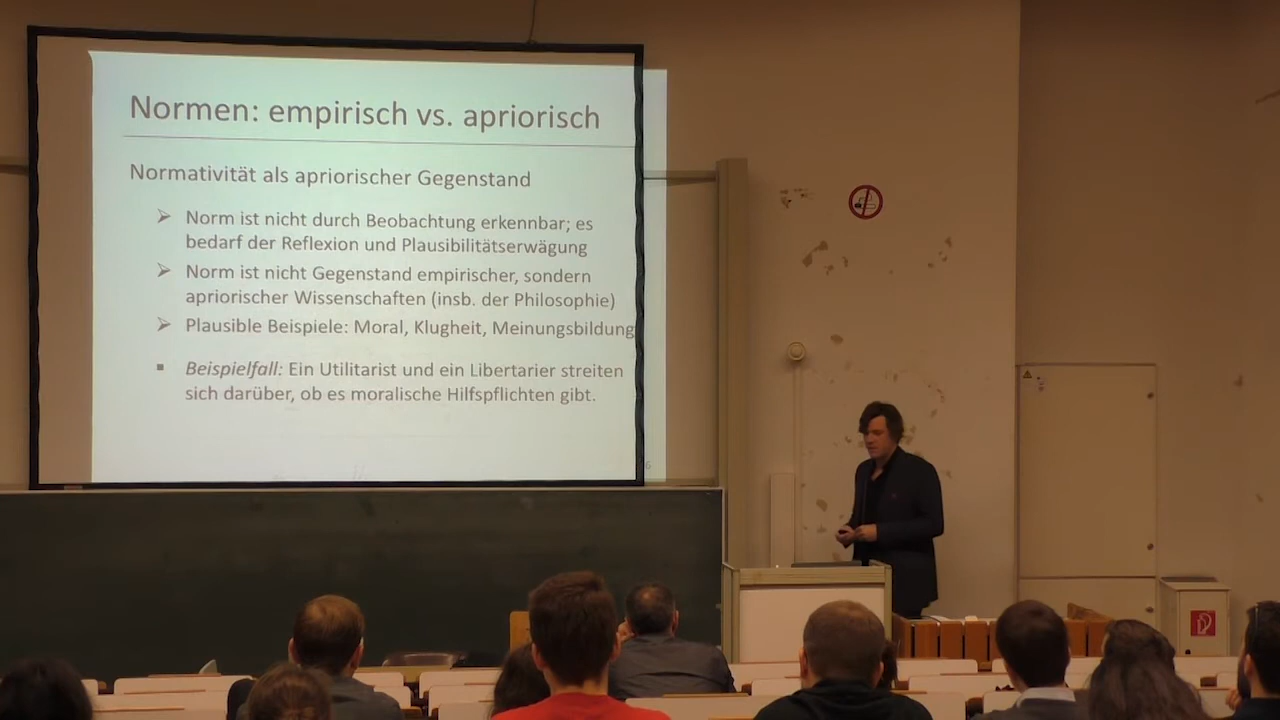 Normen: empirisch vs. apriorisch
Normativität als apriorischer Gegenstand
Norm ist nicht durch Beobachtung erkennbar; es
bedarf der Reflexion und Plausibilitätserwägung
Norm ist nicht Gegenstand empirischer, sondern
apriorischer Wissenschaften (insb. der Philosophie)
Plausible Beispiele: Moral, Klugheit, Meinungsbildung
Beispielfall: Ein Utilitarist und ein Libertarier streiten
sich darüber, ob es moralische Hilfspflichten gibt.
6